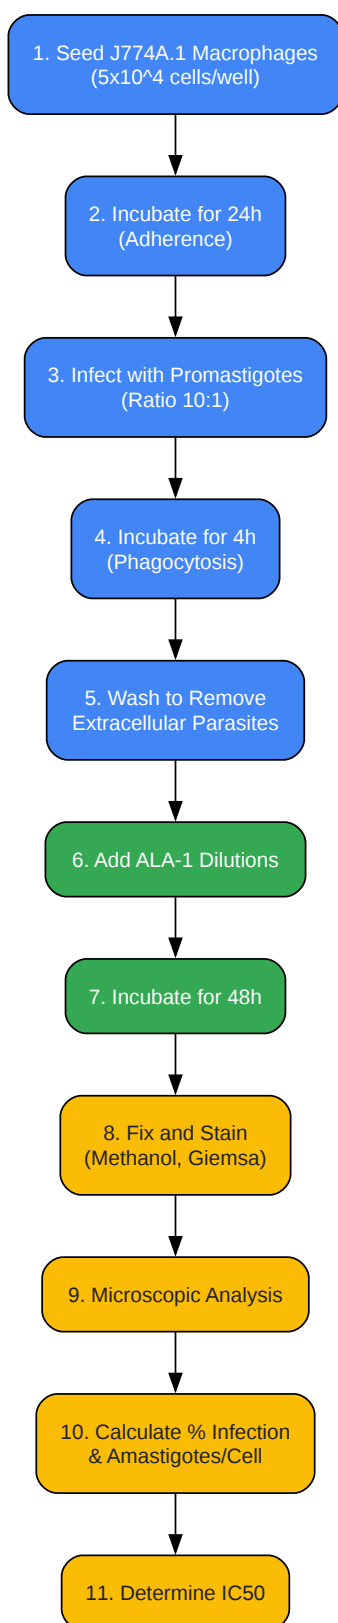 1. Seed J774A.1 Macrophages
(5x10^4 cells/well)
2. Incubate for 24h
(Adherence)
3. Infect with Promastigotes
(Ratio 10:1)
4. Incubate for 4h
(Phagocytosis)
5. Wash to Remove
Extracellular Parasites
6. Add ALA-1 Dilutions
7. Incubate for 48h
8. Fix and Stain
(Methanol, Giemsa)
9. Microscopic Analysis
10. Calculate % Infection
& Amastigotes/Cell
11. Determine IC50